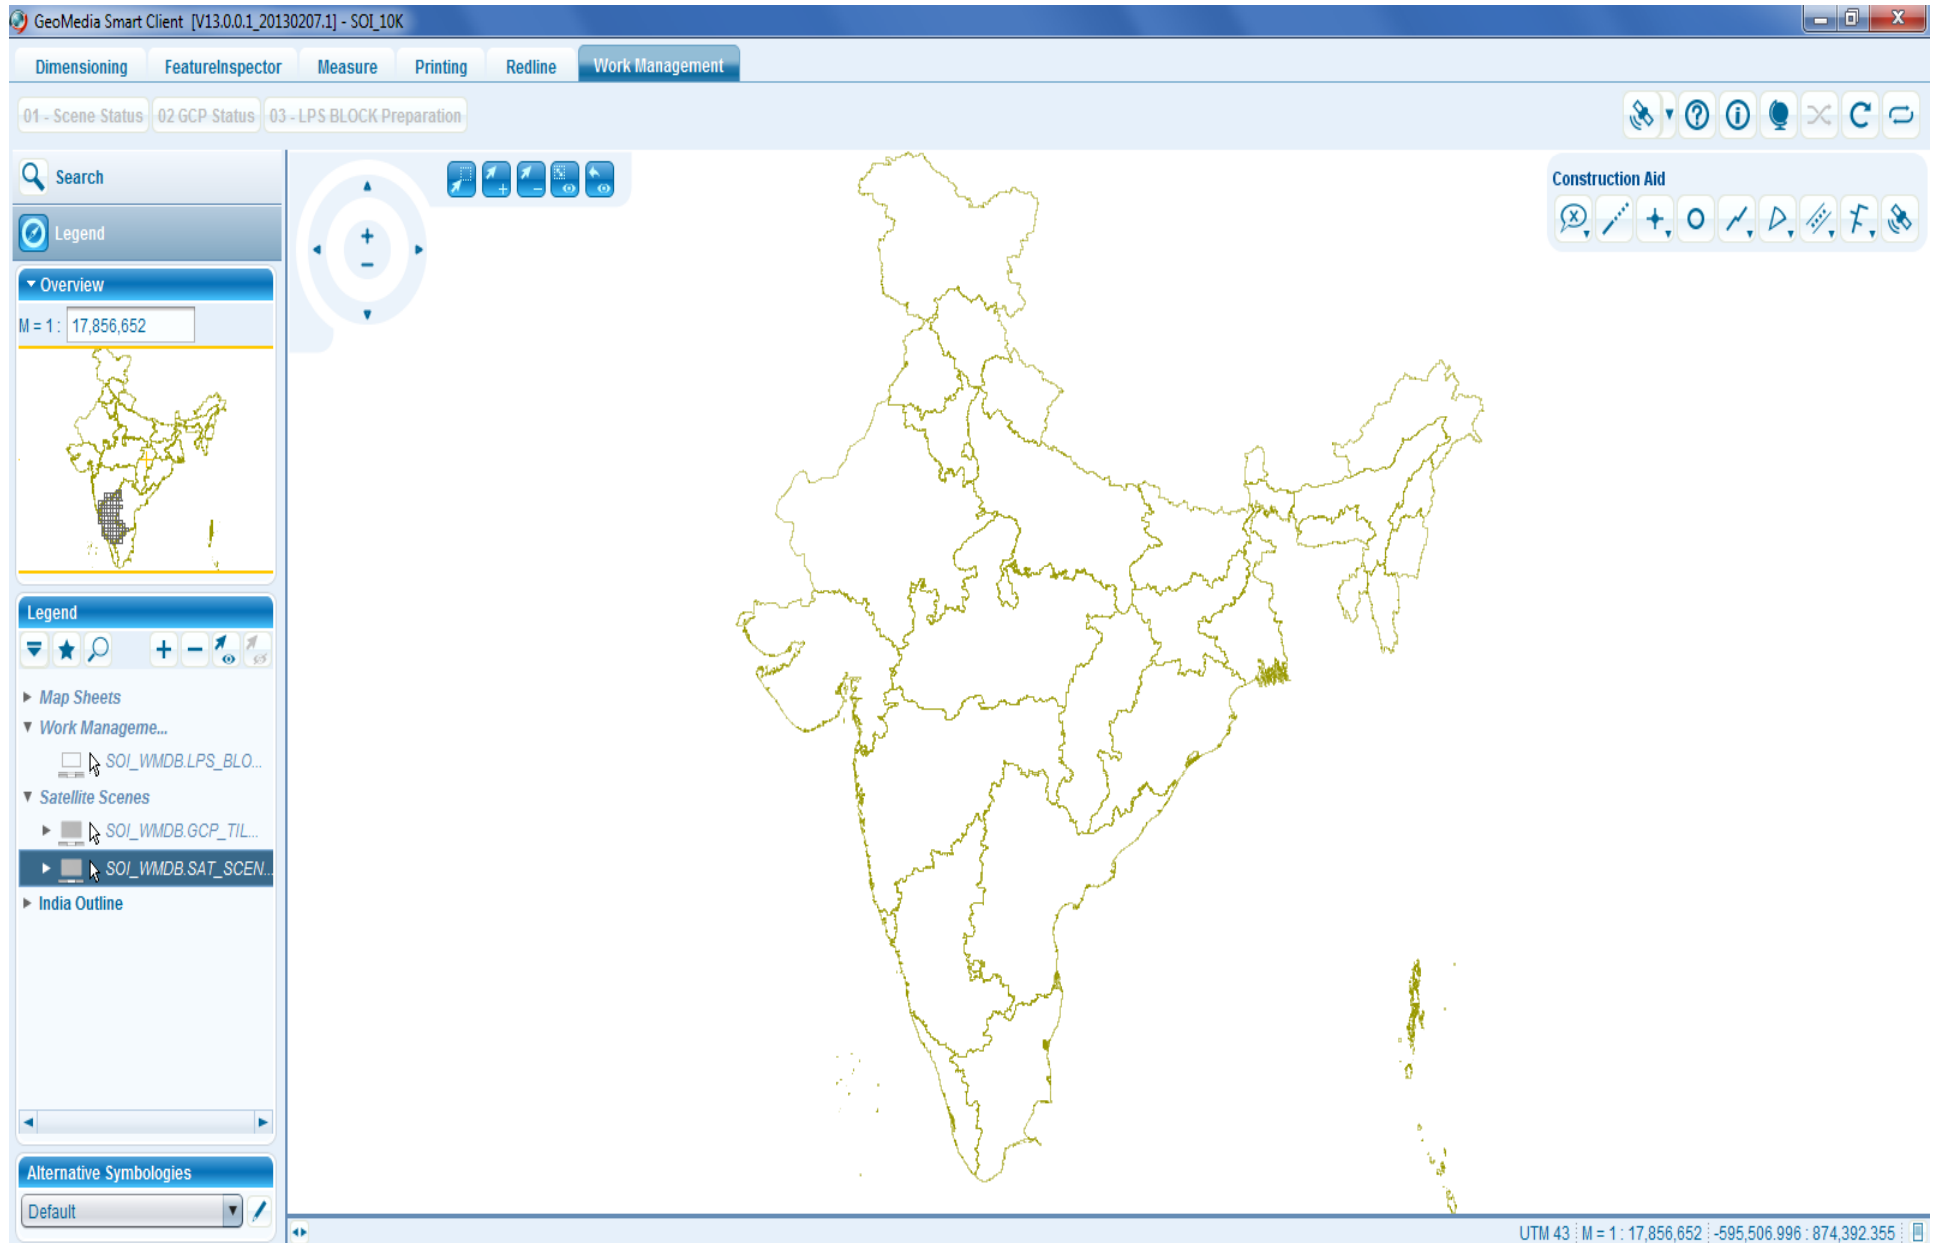 GeoMedia Smart Client [V13.0.0.1_20130207.1] - SOI_10K
Dimensioning FeatureInspector Measure Printing Redline Work Management
01 - Scene Status 02 GCP Status 03 - LPS BLOCK Preparation
Search
Legend
Overview
M = 1 : 17,856,652
Legend
Map Sheets
Work Manageme...
SOI_WMDB.LPS_BLO...
Satellite Scenes
SOI_WMDB.GCP_TIL...
SOI_WMDB.SAT_SCEN...
India Outline
Alternative Symbologies
Default
Construction Aid
UTM 43 M = 1 : 17,856,652 -595,506.996 : 874,392.355